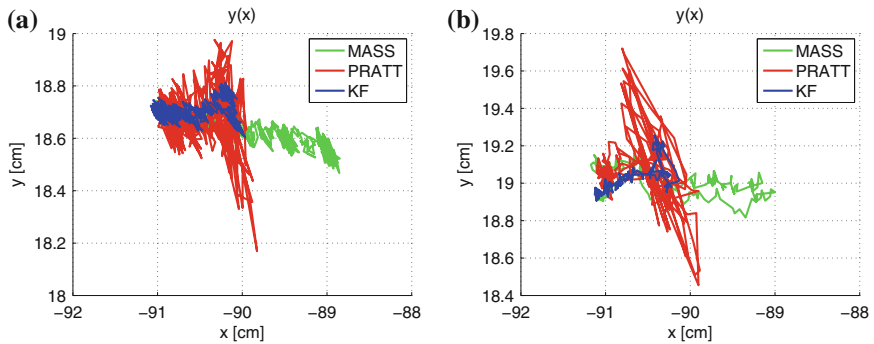 (a)
y(x)
19
18.8
18.6
18.4
18.2
18
y [cm]
−92
−91
−90
−89
−88
x [cm]
MASS
PRATT
KF
(b)
y(x)
19.8
19.6
19.4
19.2
19
18.8
18.6
18.4
y [cm]
−92
−91
−90
−89
−88
x [cm]
MASS
PRATT
KF